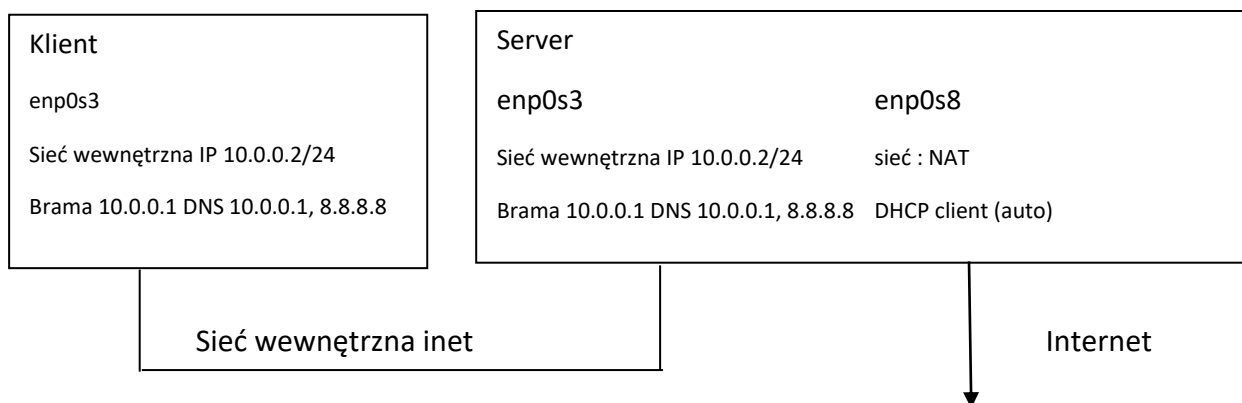 Klient
enp0s3
Sieć wewnętrzna IP 10.0.0.2/24
Brama 10.0.0.1 DNS 10.0.0.1, 8.8.8.8
Server
enp0s3 enp0s8
Sieć wewnętrzna IP 10.0.0.2/24 sieć : NAT
Brama 10.0.0.1 DNS 10.0.0.1, 8.8.8.8 DHCP client (auto)
Sieć wewnętrzna inet
Internet